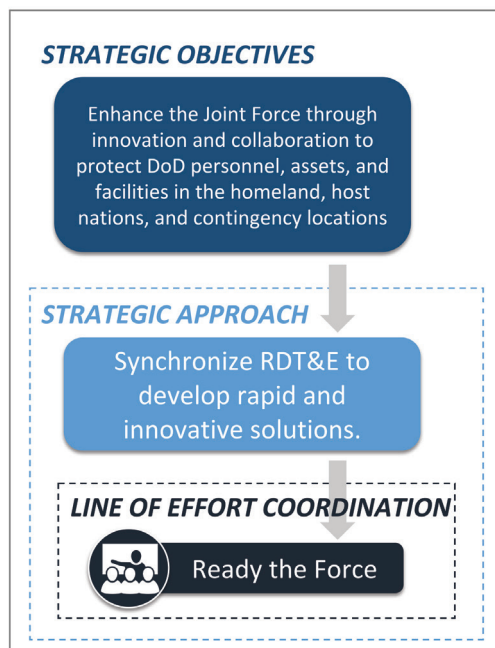 STRATEGIC OBJECTIVES
Enhance the Joint Force through
innovation and collaboration to
protect DoD personnel, assets, and
facilities in the homeland, host
nations, and contingency locations
STRATEGIC APPROACH
Synchronize RDT&E to
develop rapid and
innovative solutions.
LINE OF EFFORT COORDINATION
Ready the Force